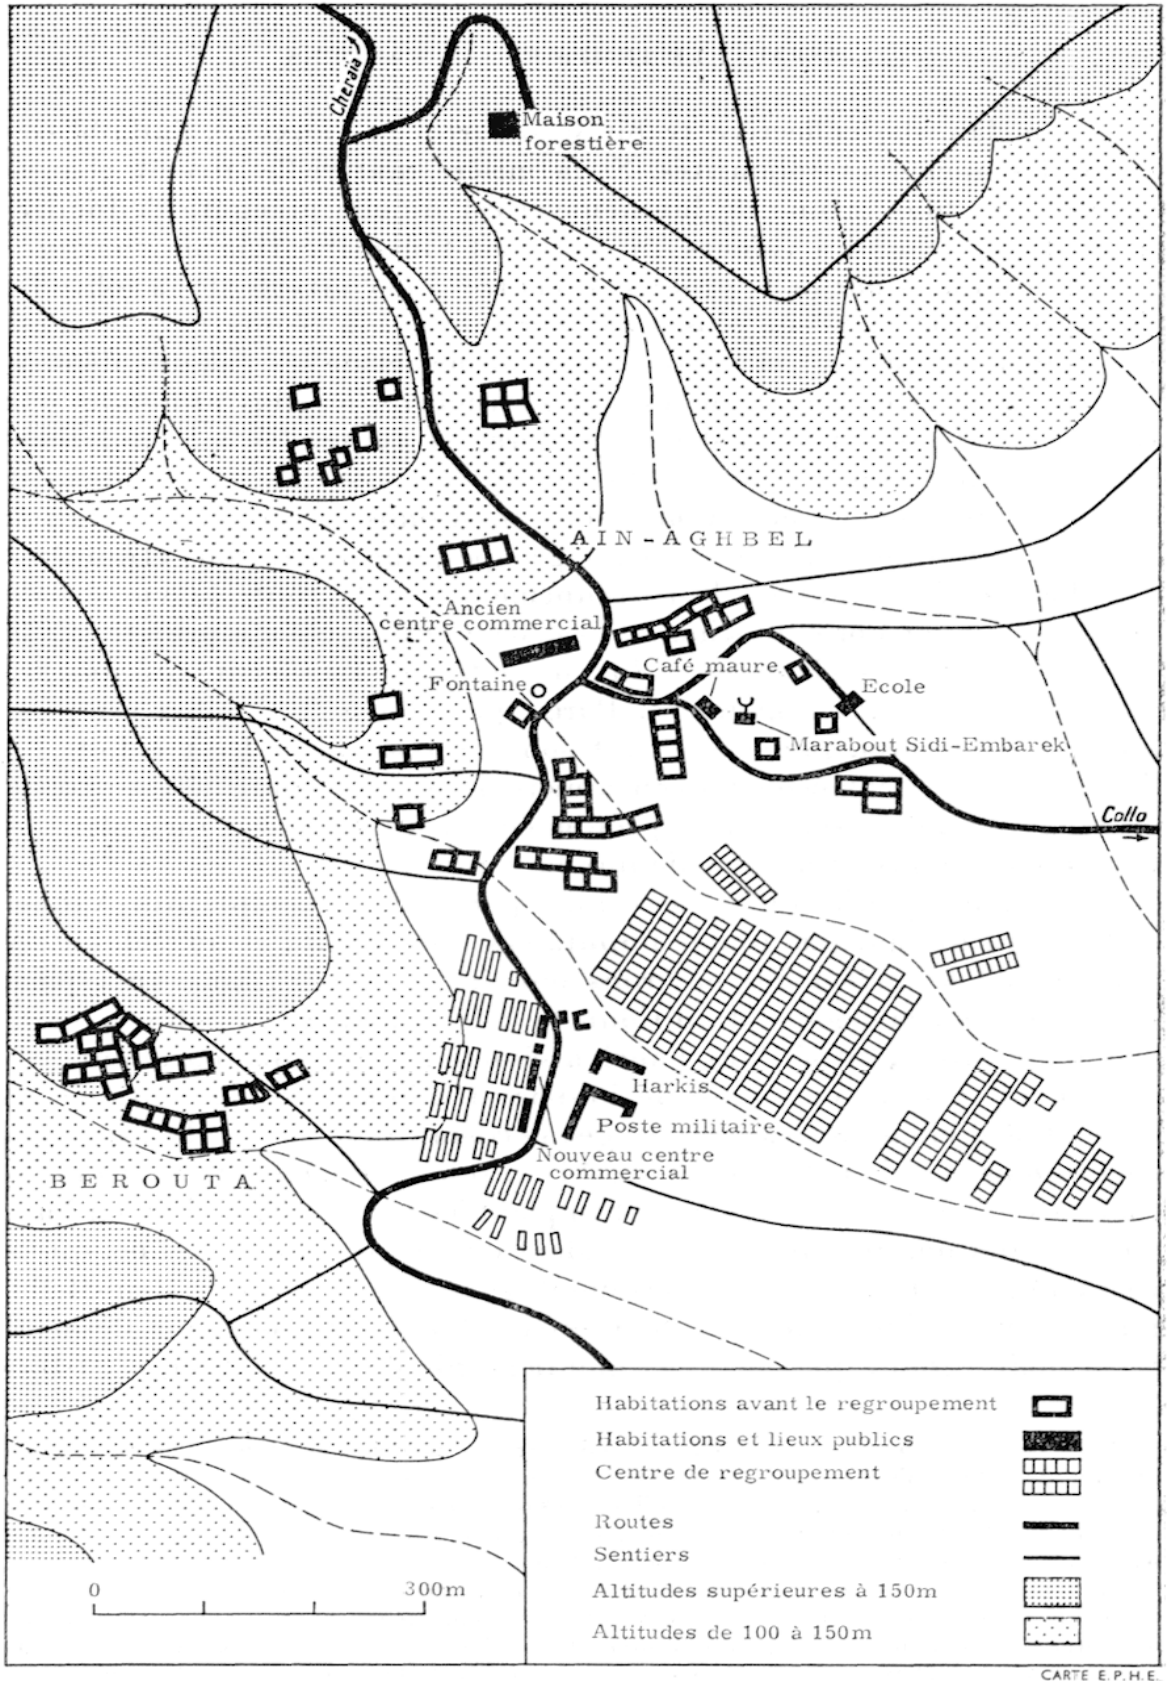 Cheraïa
Maison
forestière
AIN-AGHBEL
Ancien
centre commercial
Café maure
Fontaine
Ecole
Marabout Sidi-Embarek
Collo
Harkis
Poste militaire
Nouveau centre
commercial
BEROUTA
Habitations avant le regroupement
Habitations et lieux publics
Centre de regroupement
Routes
Sentiers
Altitudes supérieures à 150m
Altitudes de 100 à 150m
0 300m
CARTE E.P.H.E.